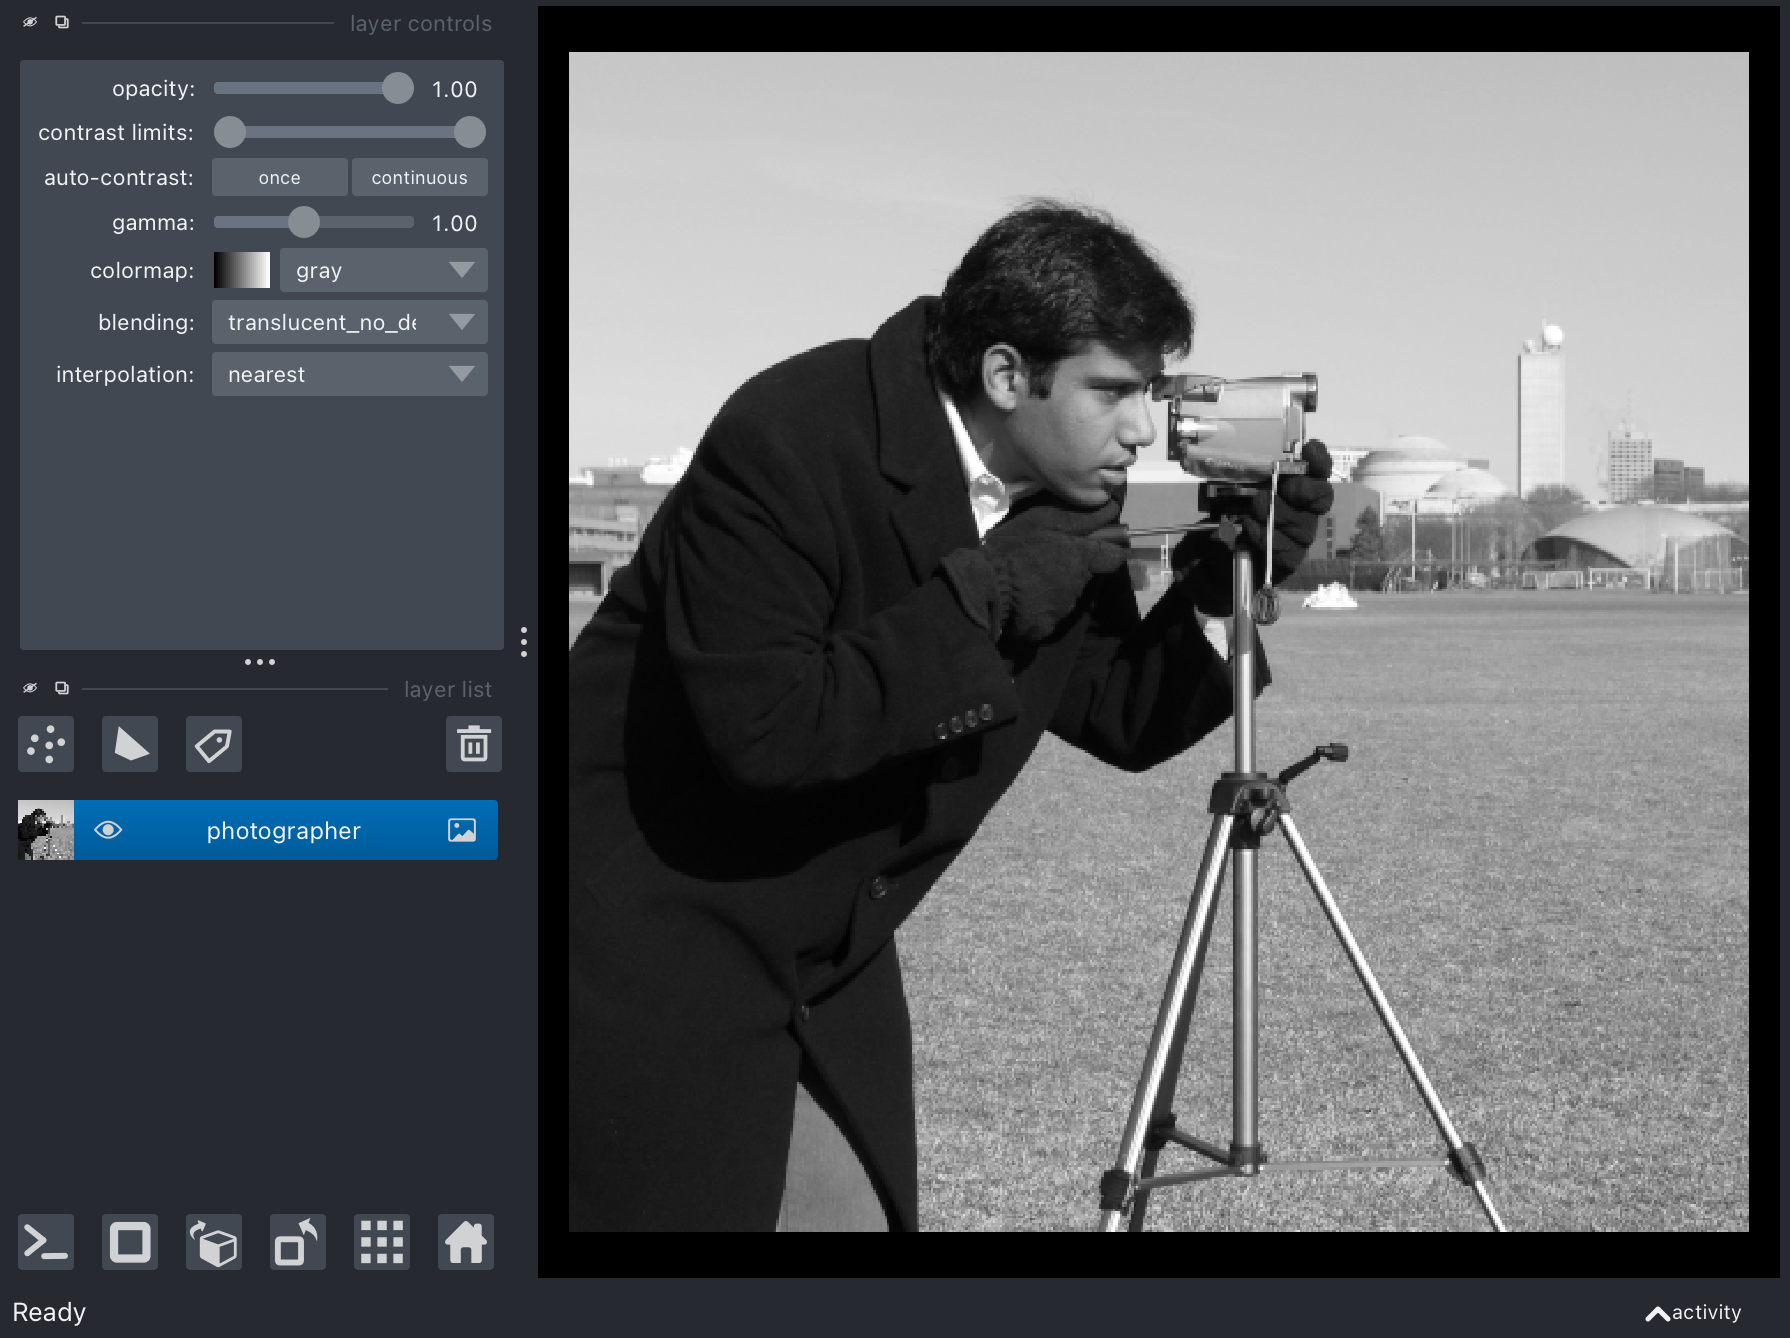 layer controls
opacity: 1.00
contrast limits:
auto-contrast: once continuous
gamma: 1.00
colormap: gray
blending: translucent_no_de
interpolation: nearest
layer list
photographer
Ready
activity